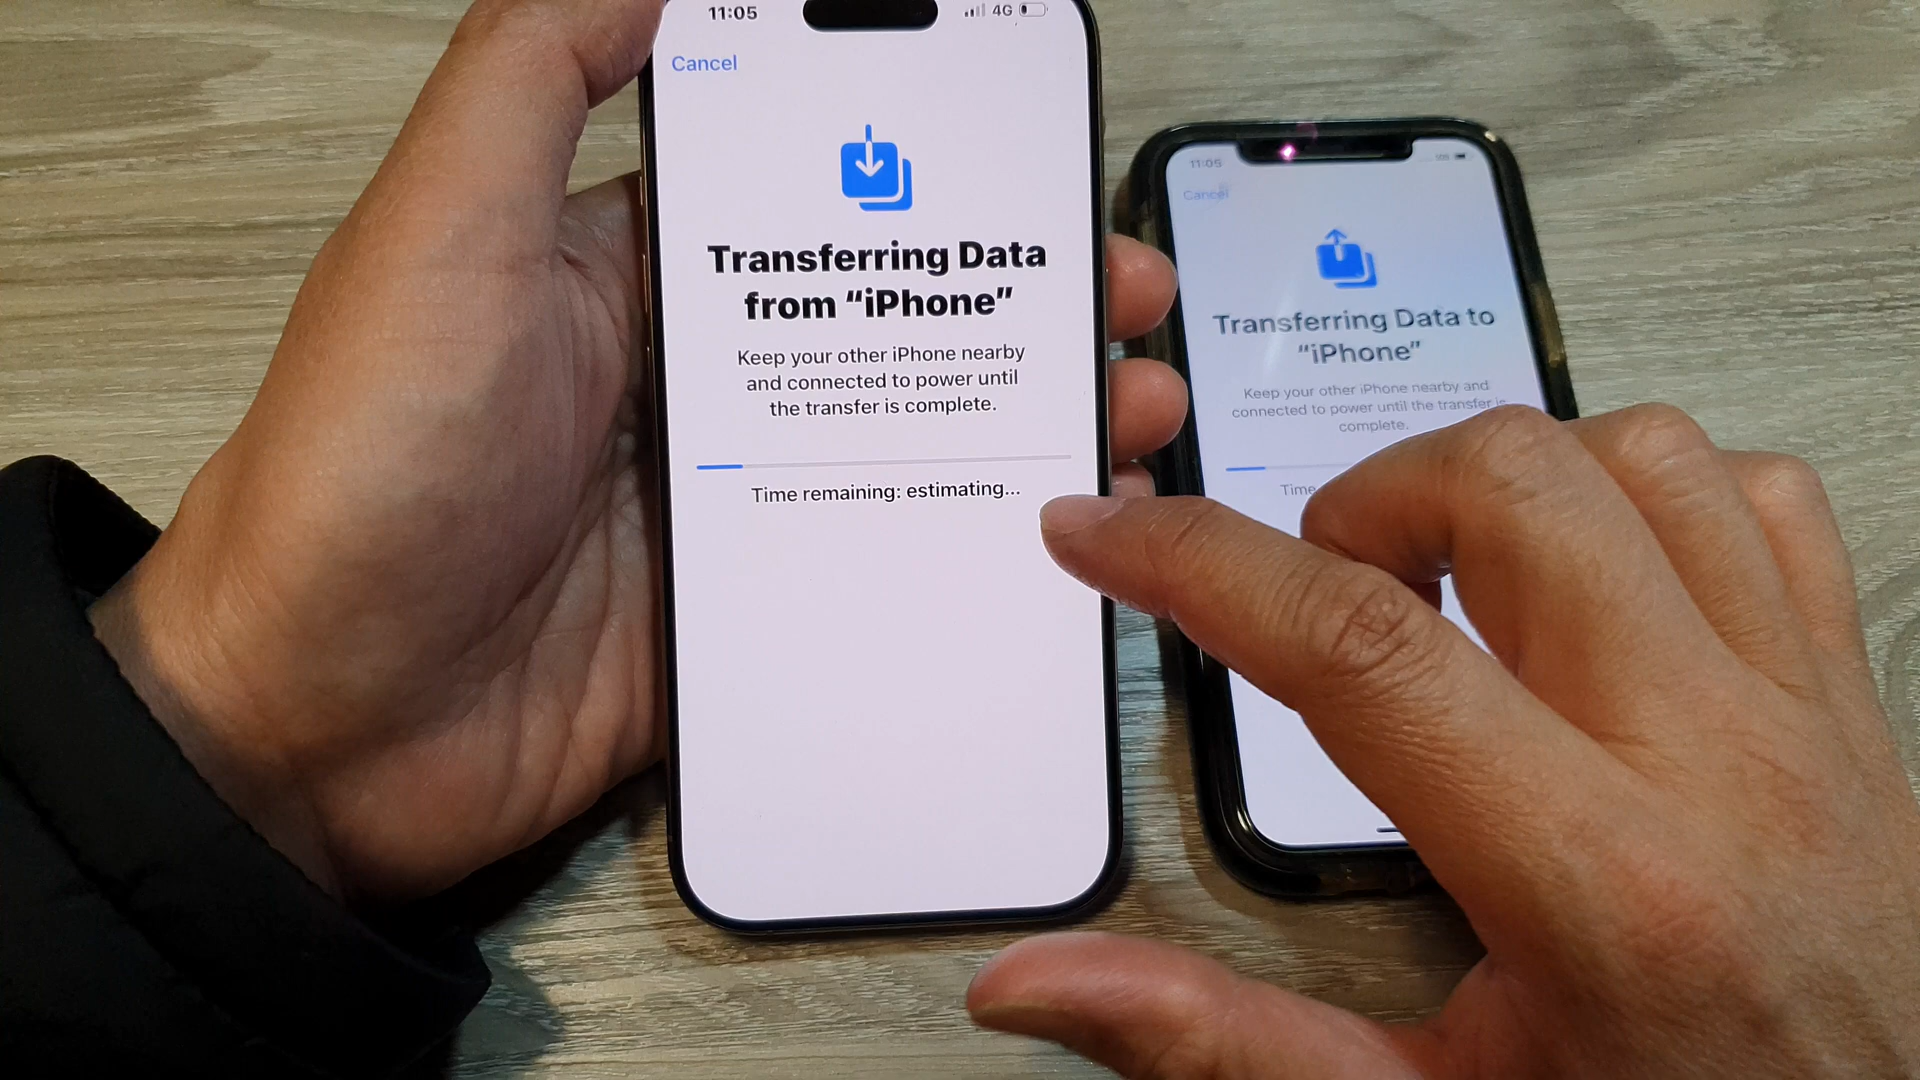 11:05
4G
Cancel
Transferring Data
from “iPhone”
Keep your other iPhone nearby
and connected to power until
the transfer is complete.
Time remaining: estimating...
11:05
Cancel
Transferring Data to
“iPhone”
Keep your other iPhone nearby and
connected to power until the transfer is
complete.
Time